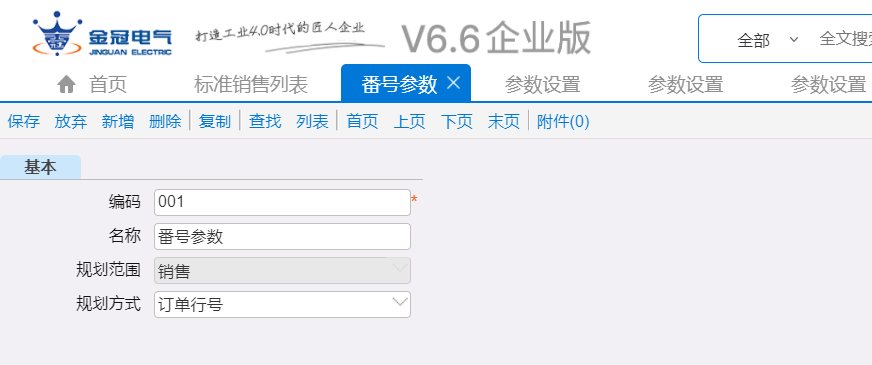 金冠电气
JINGUAN ELECTRIC
打造工业4.0时代的匠人企业
V6.6企业版
全部
全文搜索
首页 标准销售列表 番号参数 参数设置 参数设置 参数设置
保存 放弃 新增 删除 复制 查找 列表 首页 上页 下页 末页 附件(0)
基本
编码 001 *
名称 番号参数
规划范围 销售
规划方式 订单行号